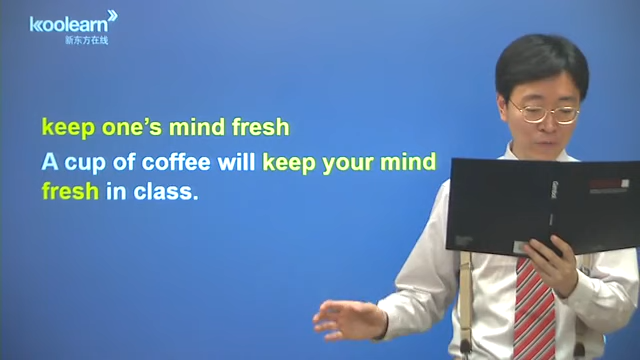 koolearn
新东方在线
keep one's mind fresh
A cup of coffee will keep your mind
fresh in class.